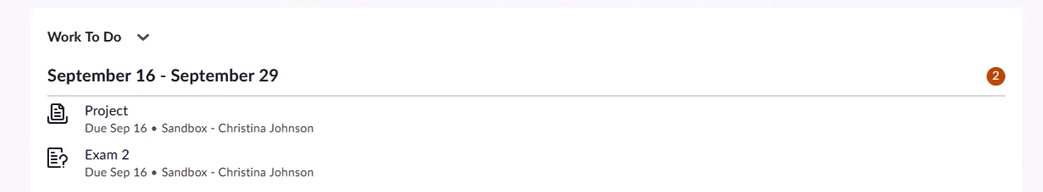 Work To Do
September 16 - September 29
2
Project
Due Sep 16 • Sandbox - Christina Johnson
Exam 2
Due Sep 16 • Sandbox - Christina Johnson